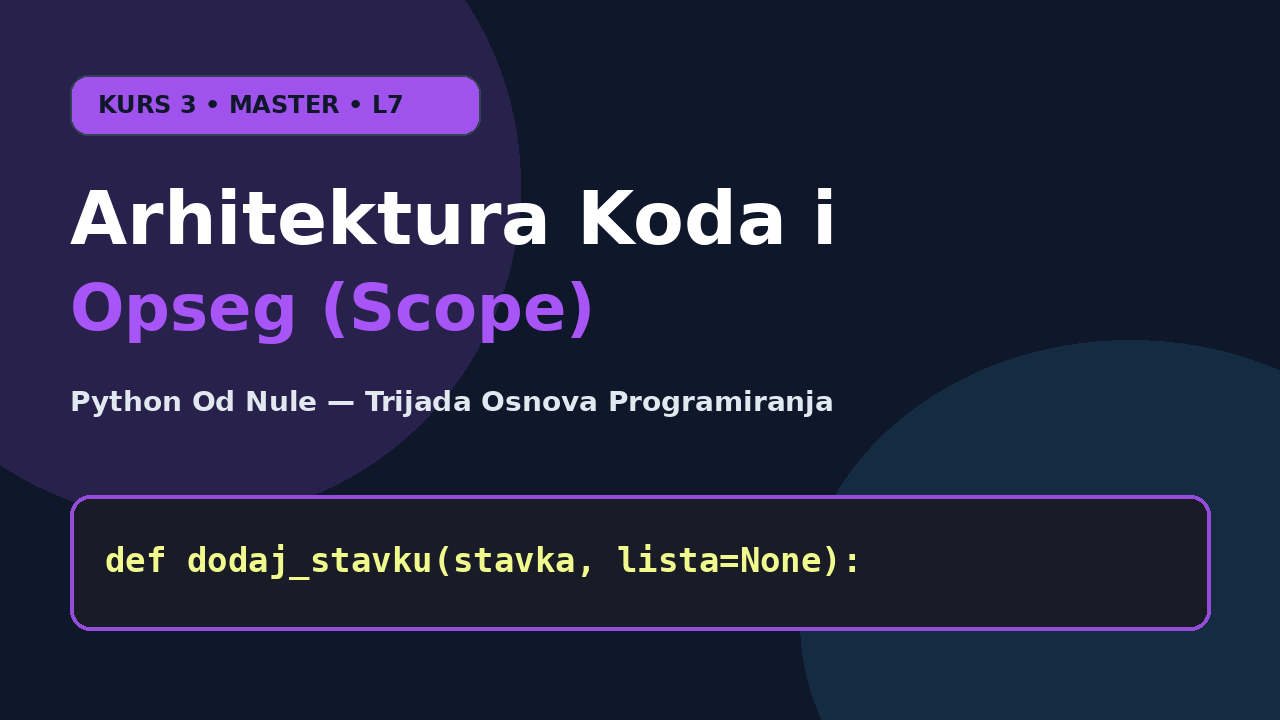 KURS 3 • MASTER • L7
Arhitektura Koda i
Opseg (Scope)
Python Od Nule — Trijada Osnova Programiranja
def dodaj_stavku(stavka, lista=None):